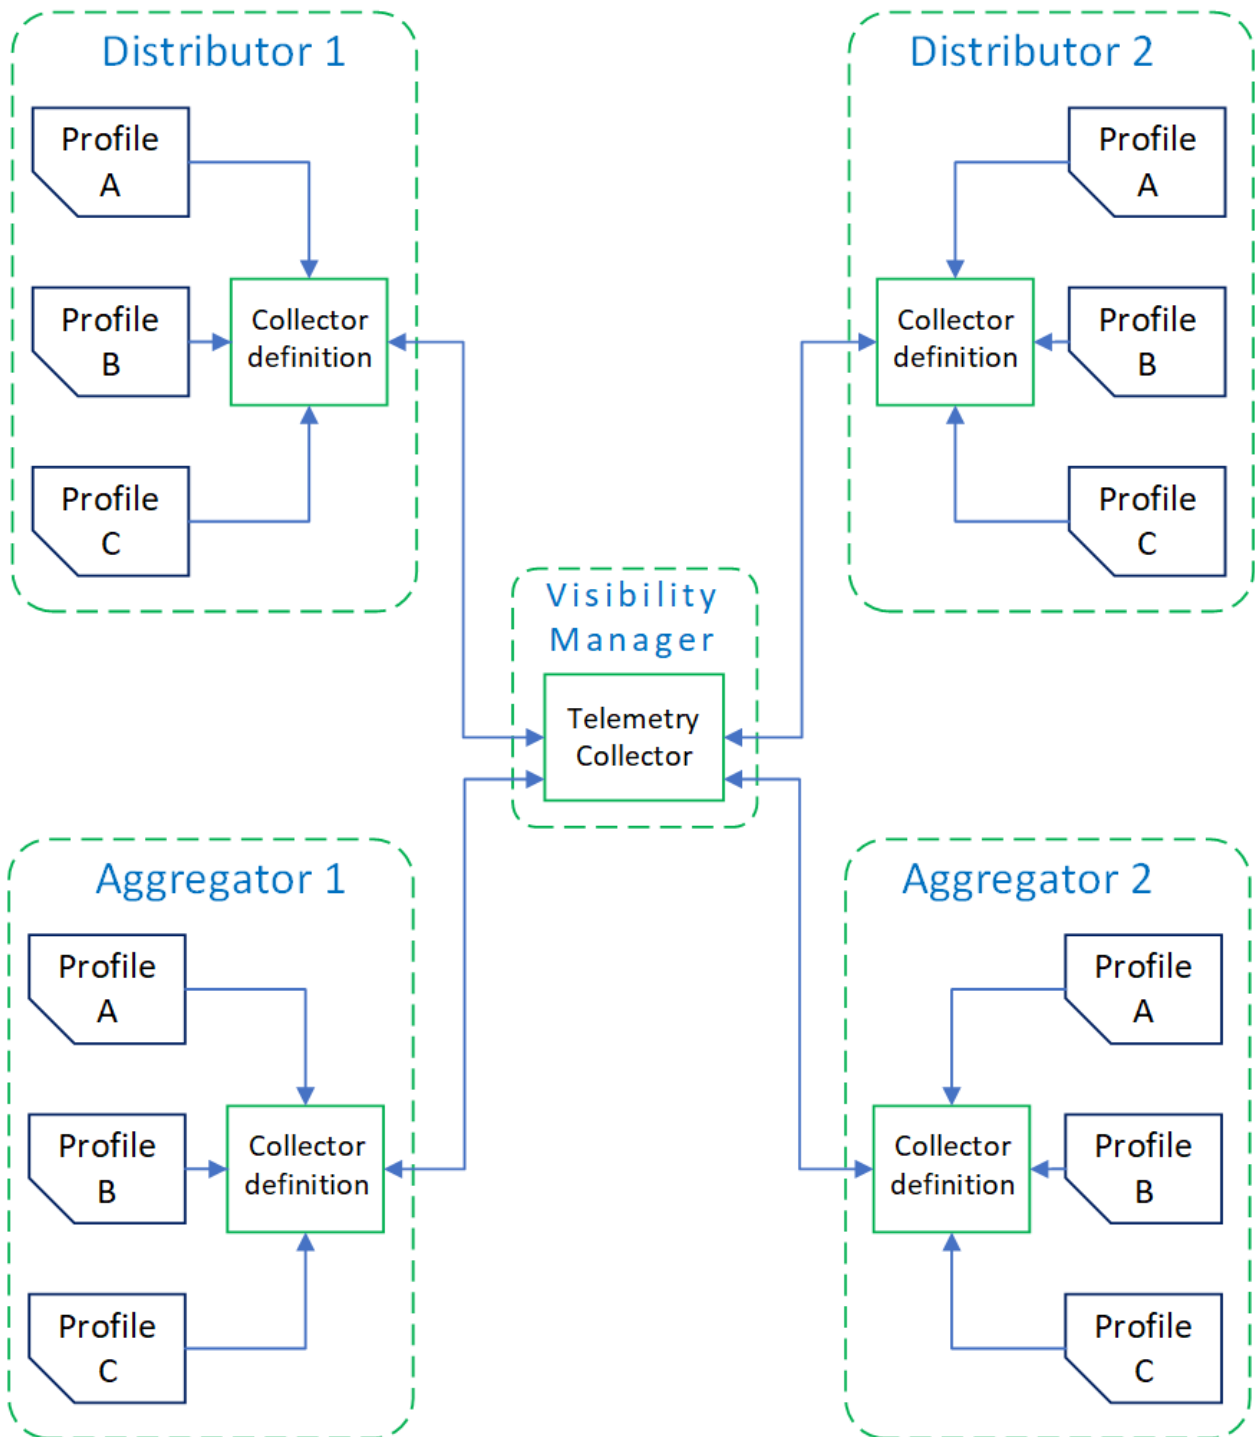 Distributor 1
Profile
A
Profile
B
Collector
definition
Profile
C
Distributor 2
Profile
A
Collector
definition
Profile
B
Profile
C
Visibility
Manager
Telemetry
Collector
Aggregator 1
Profile
A
Profile
B
Collector
definition
Profile
C
Aggregator 2
Profile
A
Collector
definition
Profile
B
Profile
C